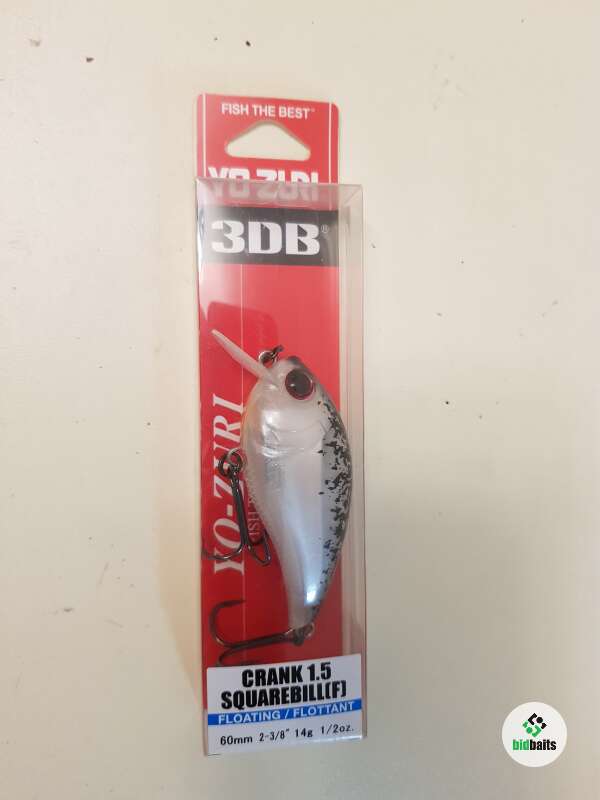 FISH THE BEST™
YO-ZURI
3DB®
YO-ZURI
CRANK 1.5
SQUAREBILL(F)
FLOATING / FLOTTANT
60mm 2-3/8" 14g 1/2oz.
bidbaits